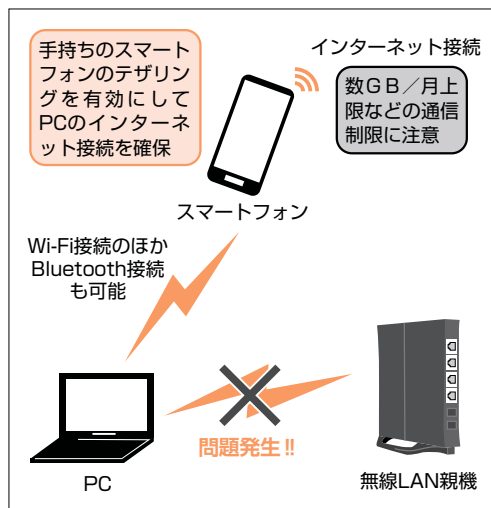 手持ちのスマート
フォンのテザリン
グを有効にして
PCのインターネ
ット接続を確保
インターネット接続
数ＧＢ／月上
限などの通信
制限に注意
スマートフォン
Wi-Fi接続のほか
Bluetooth接続
も可能
問題発生!!
PC
無線LAN親機